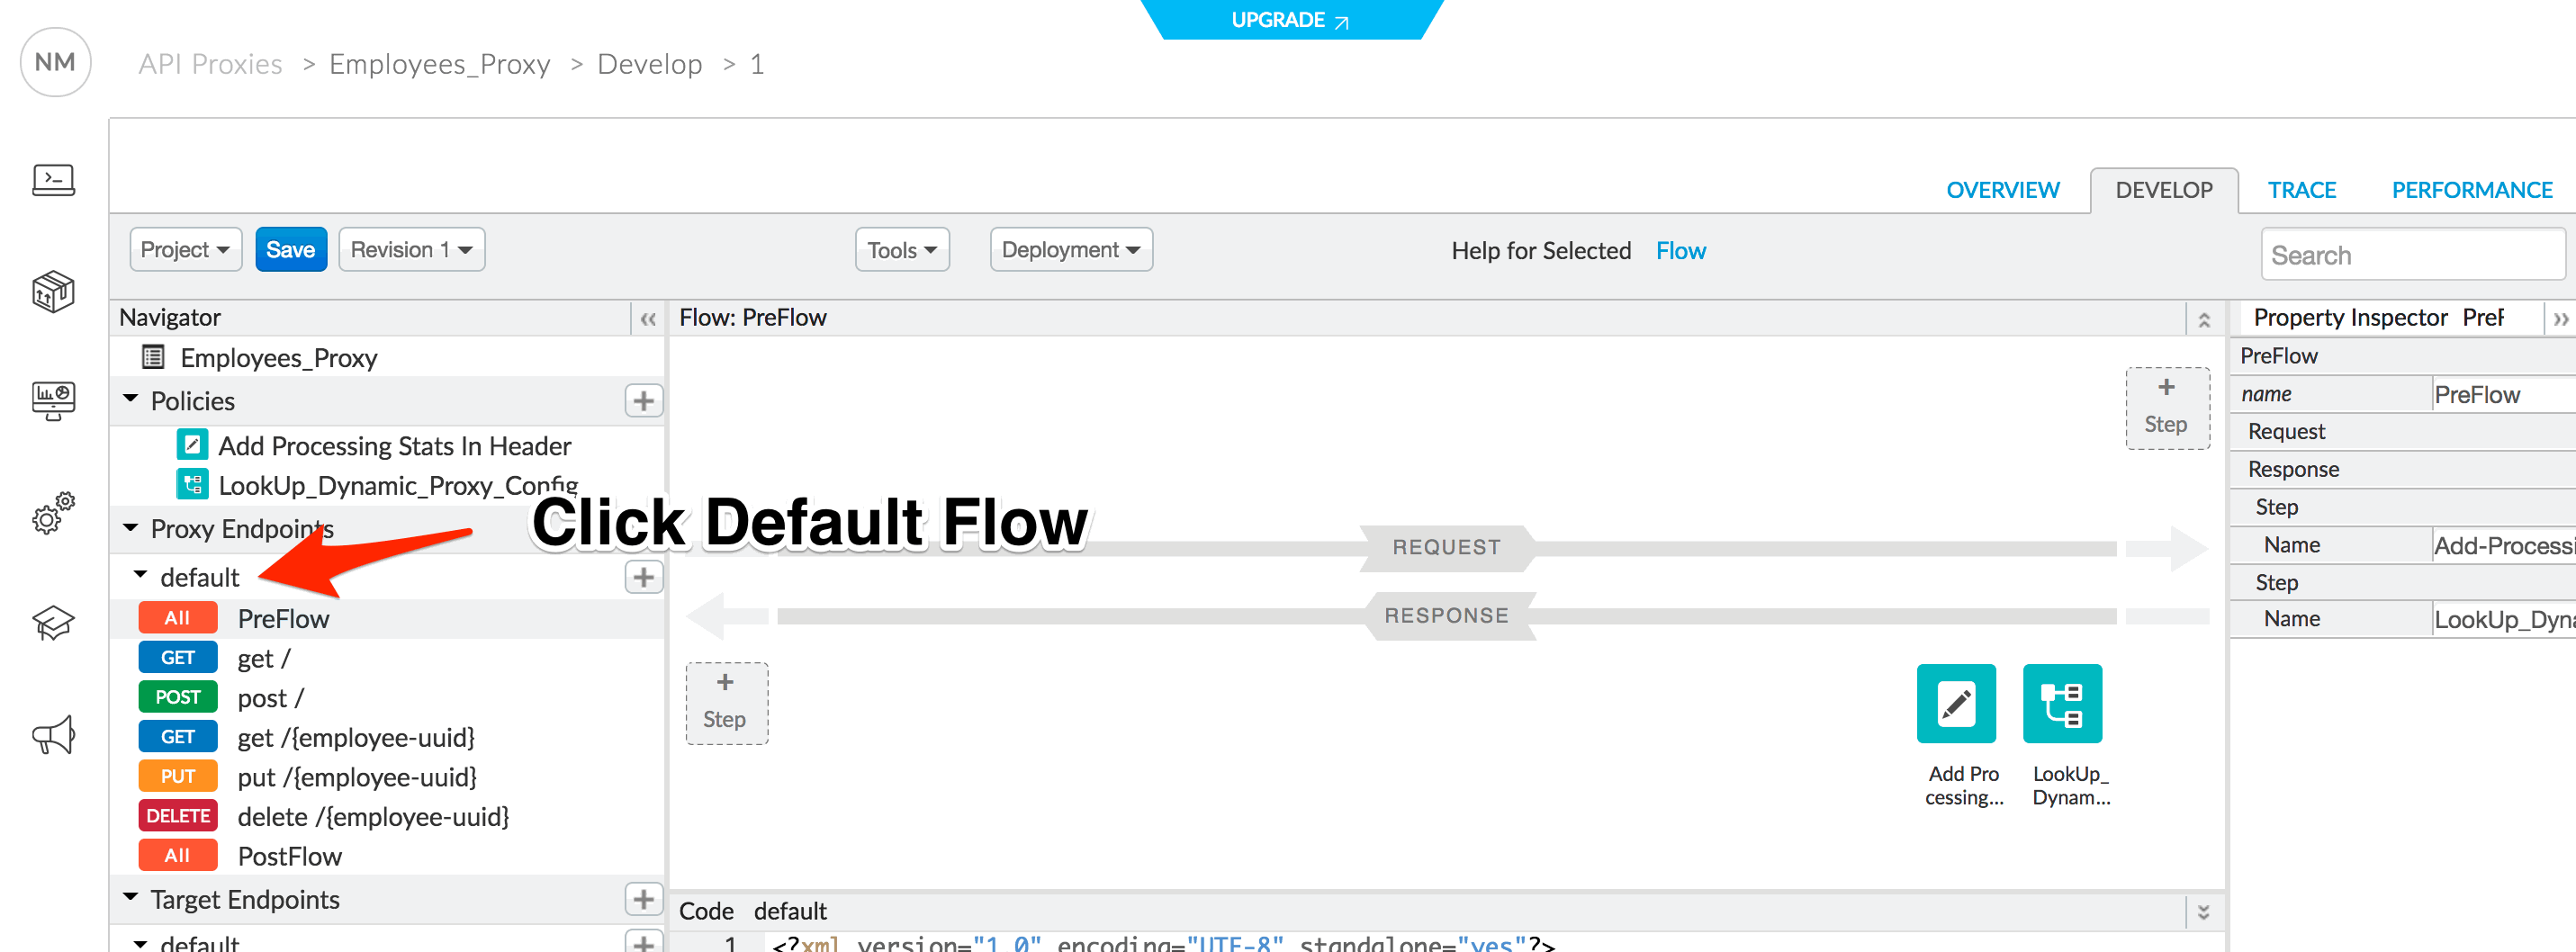 UPGRADE
NM
API Proxies > Employees_Proxy > Develop > 1
OVERVIEW
DEVELOP
TRACE
PERFORMANCE
Project
Save
Revision 1
Tools
Deployment
Help for Selected Flow
Search
Navigator
Employees_Proxy
Policies
Add Processing Stats In Header
LookUp_Dynamic_Proxy_Config
Proxy Endpoints
Click Default Flow
default
All PreFlow
GET get /
POST post /
GET get /{employee-uuid}
PUT put /{employee-uuid}
DELETE delete /{employee-uuid}
All PostFlow
Target Endpoints
default
Flow: PreFlow
+
Step
REQUEST
RESPONSE
+
Step
Add Pro
cessing...
LookUp_
Dynam...
Code default
1 <?xml version="1.0" encoding="UTF-8" standalone="yes"?>
Property Inspector PreF
PreFlow
name PreFlow
Request
Response
Step
Name Add-Processi
Step
Name LookUp_Dyna